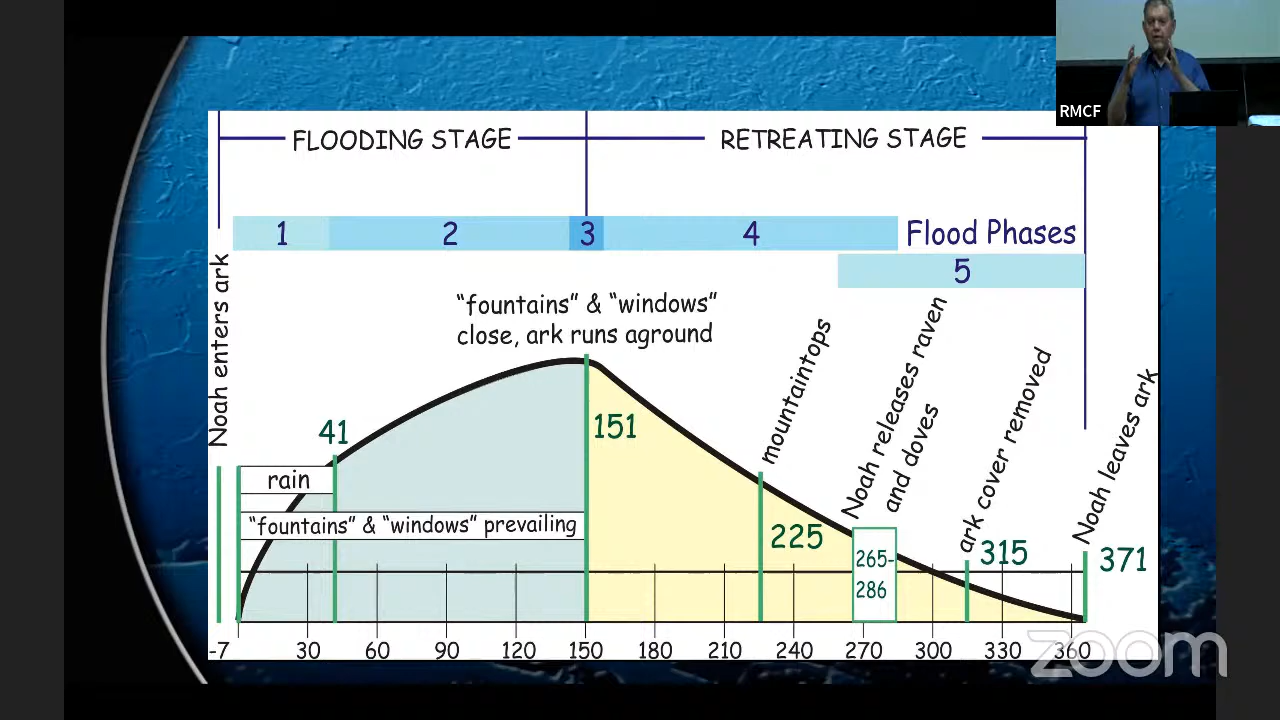 RMCF
FLOODING STAGE
RETREATING STAGE
1
2
3
4
Flood Phases
5
Noah enters ark
"fountains" & "windows"
close, ark runs aground
mountaintops
Noah releases raven
and doves
ark cover removed
Noah leaves ark
41
151
rain
"fountains" & "windows" prevailing
225
265-
286
315
371
-7
30
60
90
120
150
180
210
240
270
300
330
360
zoom